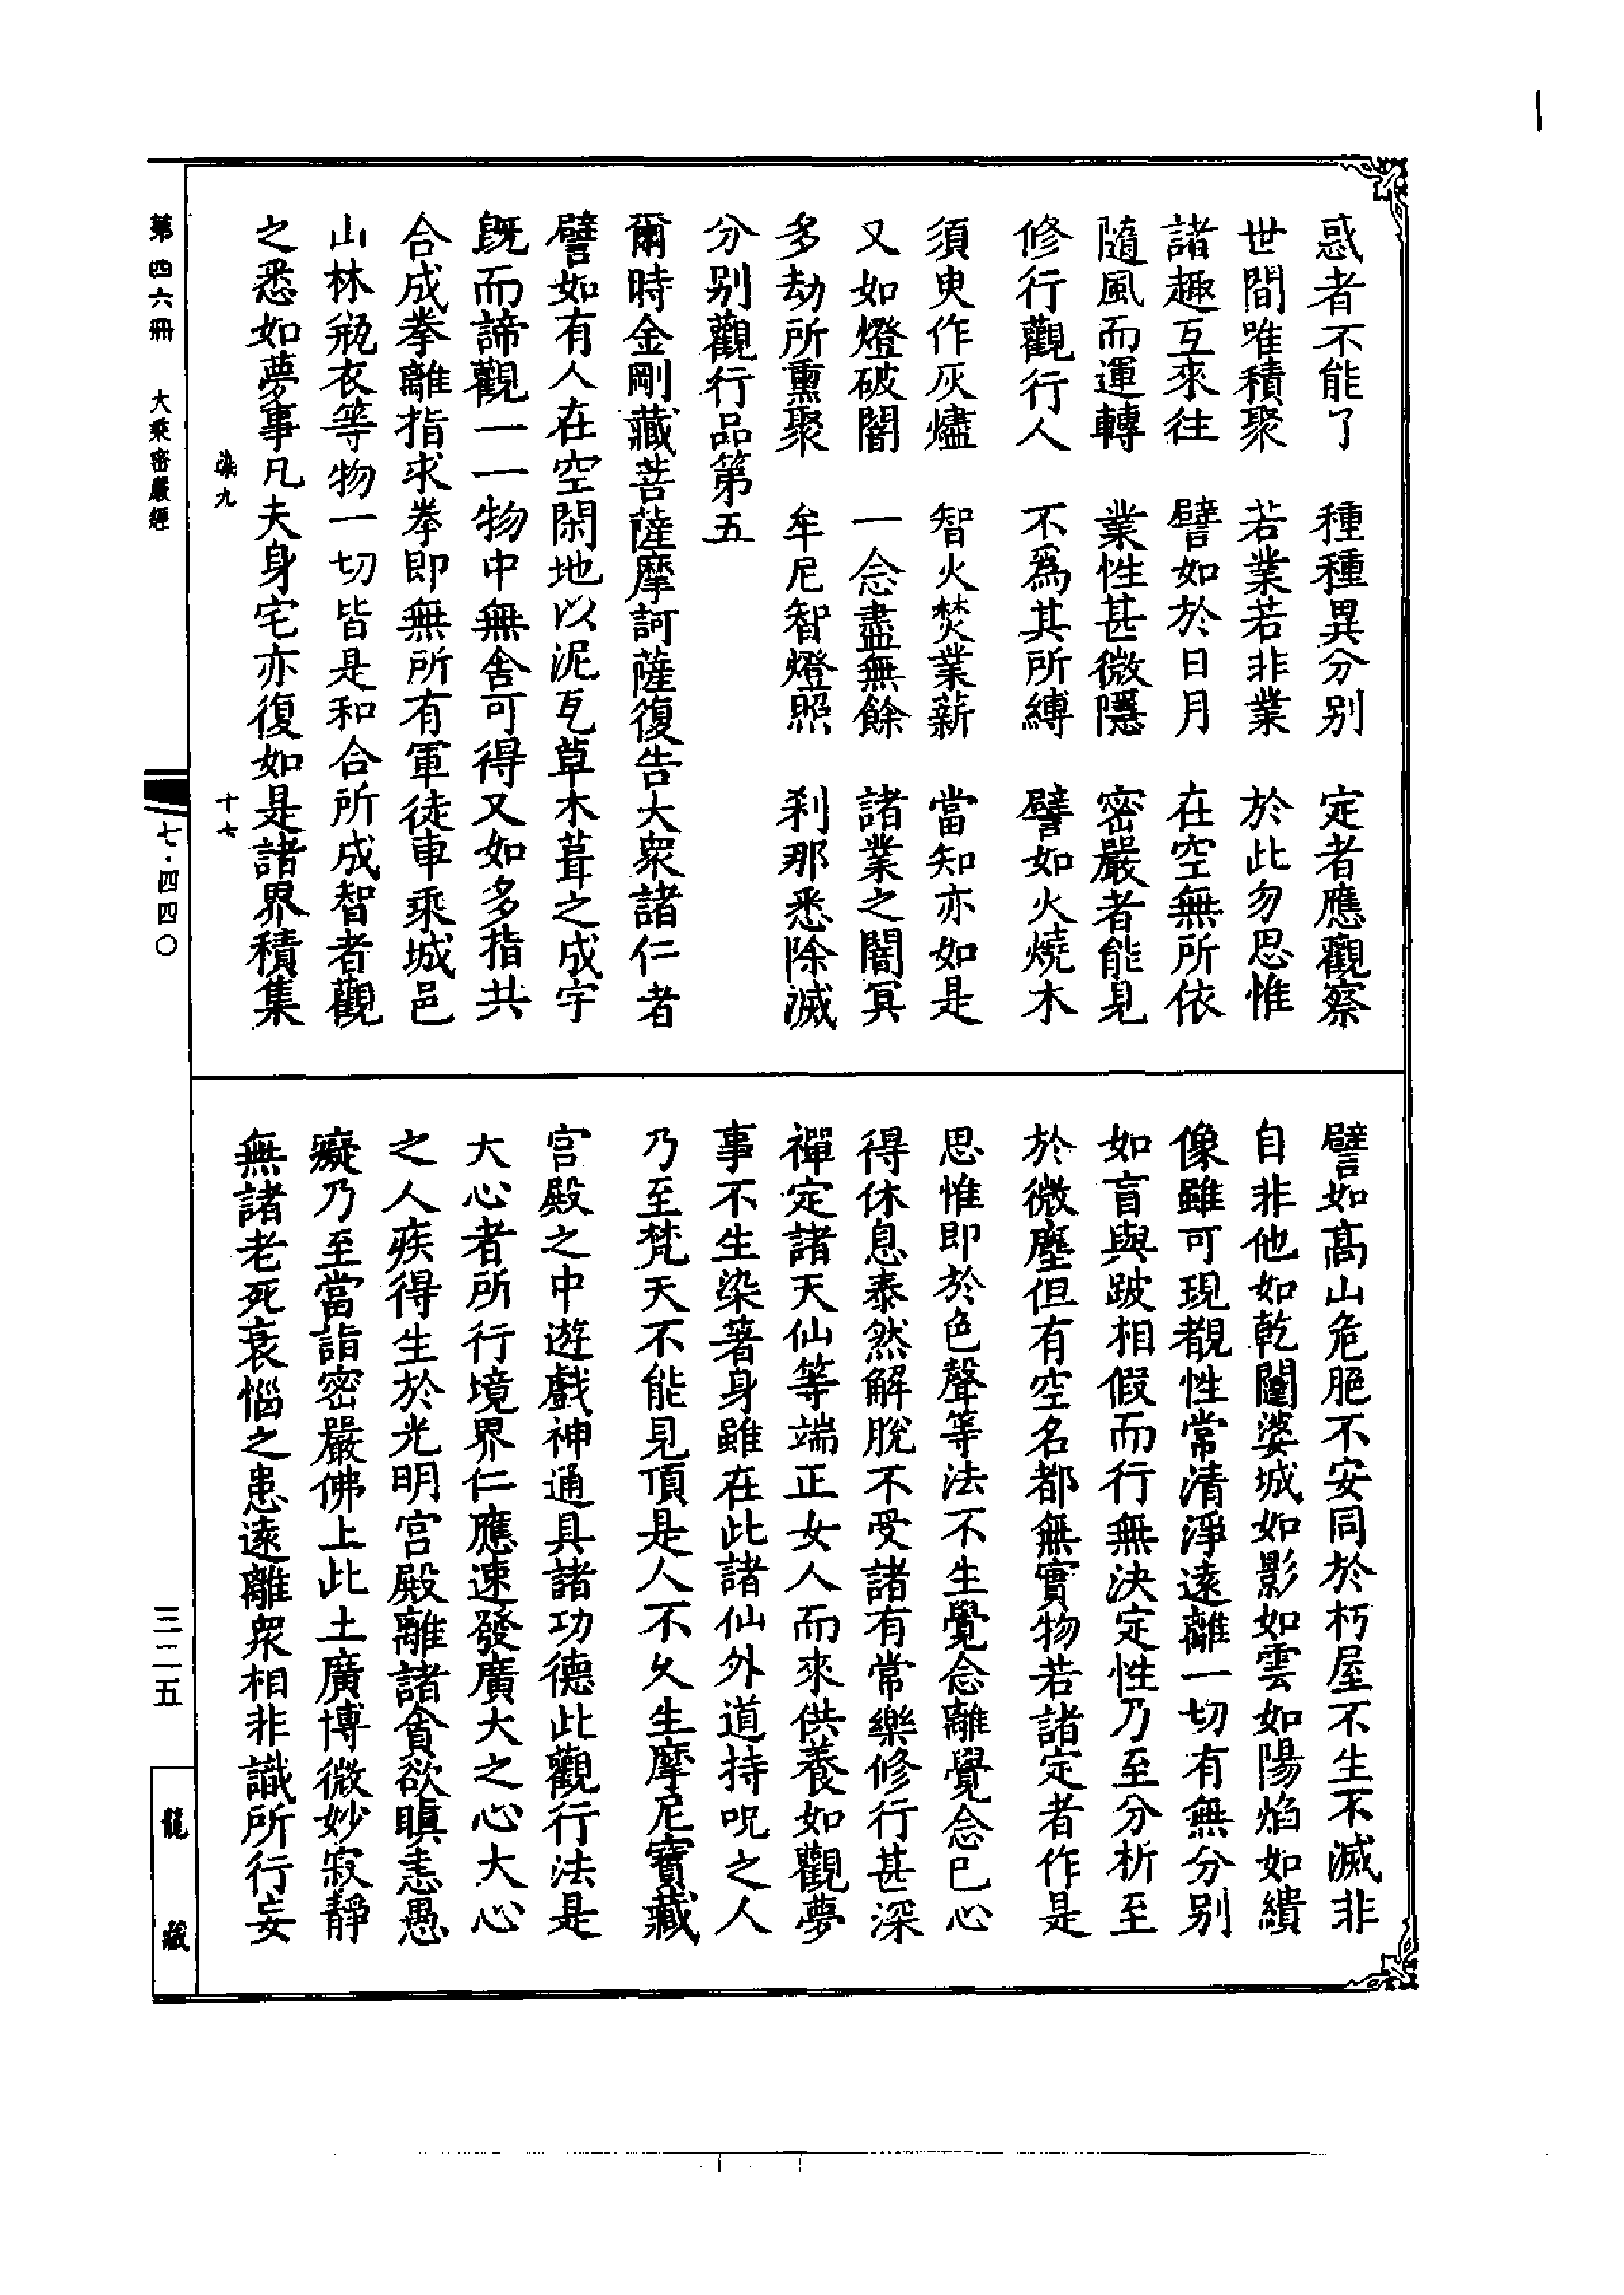 惑者不能了　種種異分別　定者應觀察
世間唯積聚　若業若非業　於此勿思惟
諸趣互來往　譬如於日月　在空無所依
隨風而運轉　業性甚微隱　密嚴者能見
修行觀行人　不為其所縛　譬如火燒木
須臾作灰燼　智火焚業薪　當知亦如是
又如燈破闇　一念盡無餘　諸業之闇冥
多劫所熏聚　牟尼智燈照　刹那悉除滅
分別觀行品第五
爾時金剛藏菩薩摩訶薩復告大衆諸仁者
譬如有人在空閑地以泥瓦草木葺之成宇
既而諦觀一一物中無舍可得又如多指共
合成拳離指求拳即無所有軍徒車乘城邑
山林瓶衣等物一切皆是和合所成智者觀
之悉如夢事凡夫身宅亦復如是諸界積集
譬如高山危脆不安同於朽屋不生不滅非
自非他如乾闥婆城如影如雲如陽焰如繢
像雖可現覩性常清淨遠離一切有無分別
如盲與跛相假而行無決定性乃至分析至
於微塵但有空名都無實物若諸定者作是
思惟即於色聲等法不生覺念離覺念已心
得休息泰然解脫不受諸有常樂修行甚深
禪定諸天仙等端正女人而來供養如觀夢
事不生染著身雖在此諸仙外道持呪之人
乃至梵天不能見頂是人不久生摩尼寶藏
宮殿之中遊戲神通具諸功德此觀行法是
大心者所行境界仁應速發廣大之心大心
之人疾得生於光明宮殿離諸貪欲瞋恚愚
癡乃至當詣密嚴佛土此土廣博微妙寂靜
無諸老死衰惱之患遠離衆相非識所行妄
染九
十六
第四六冊　大乘密嚴經
七·四四〇
三二五
龍藏